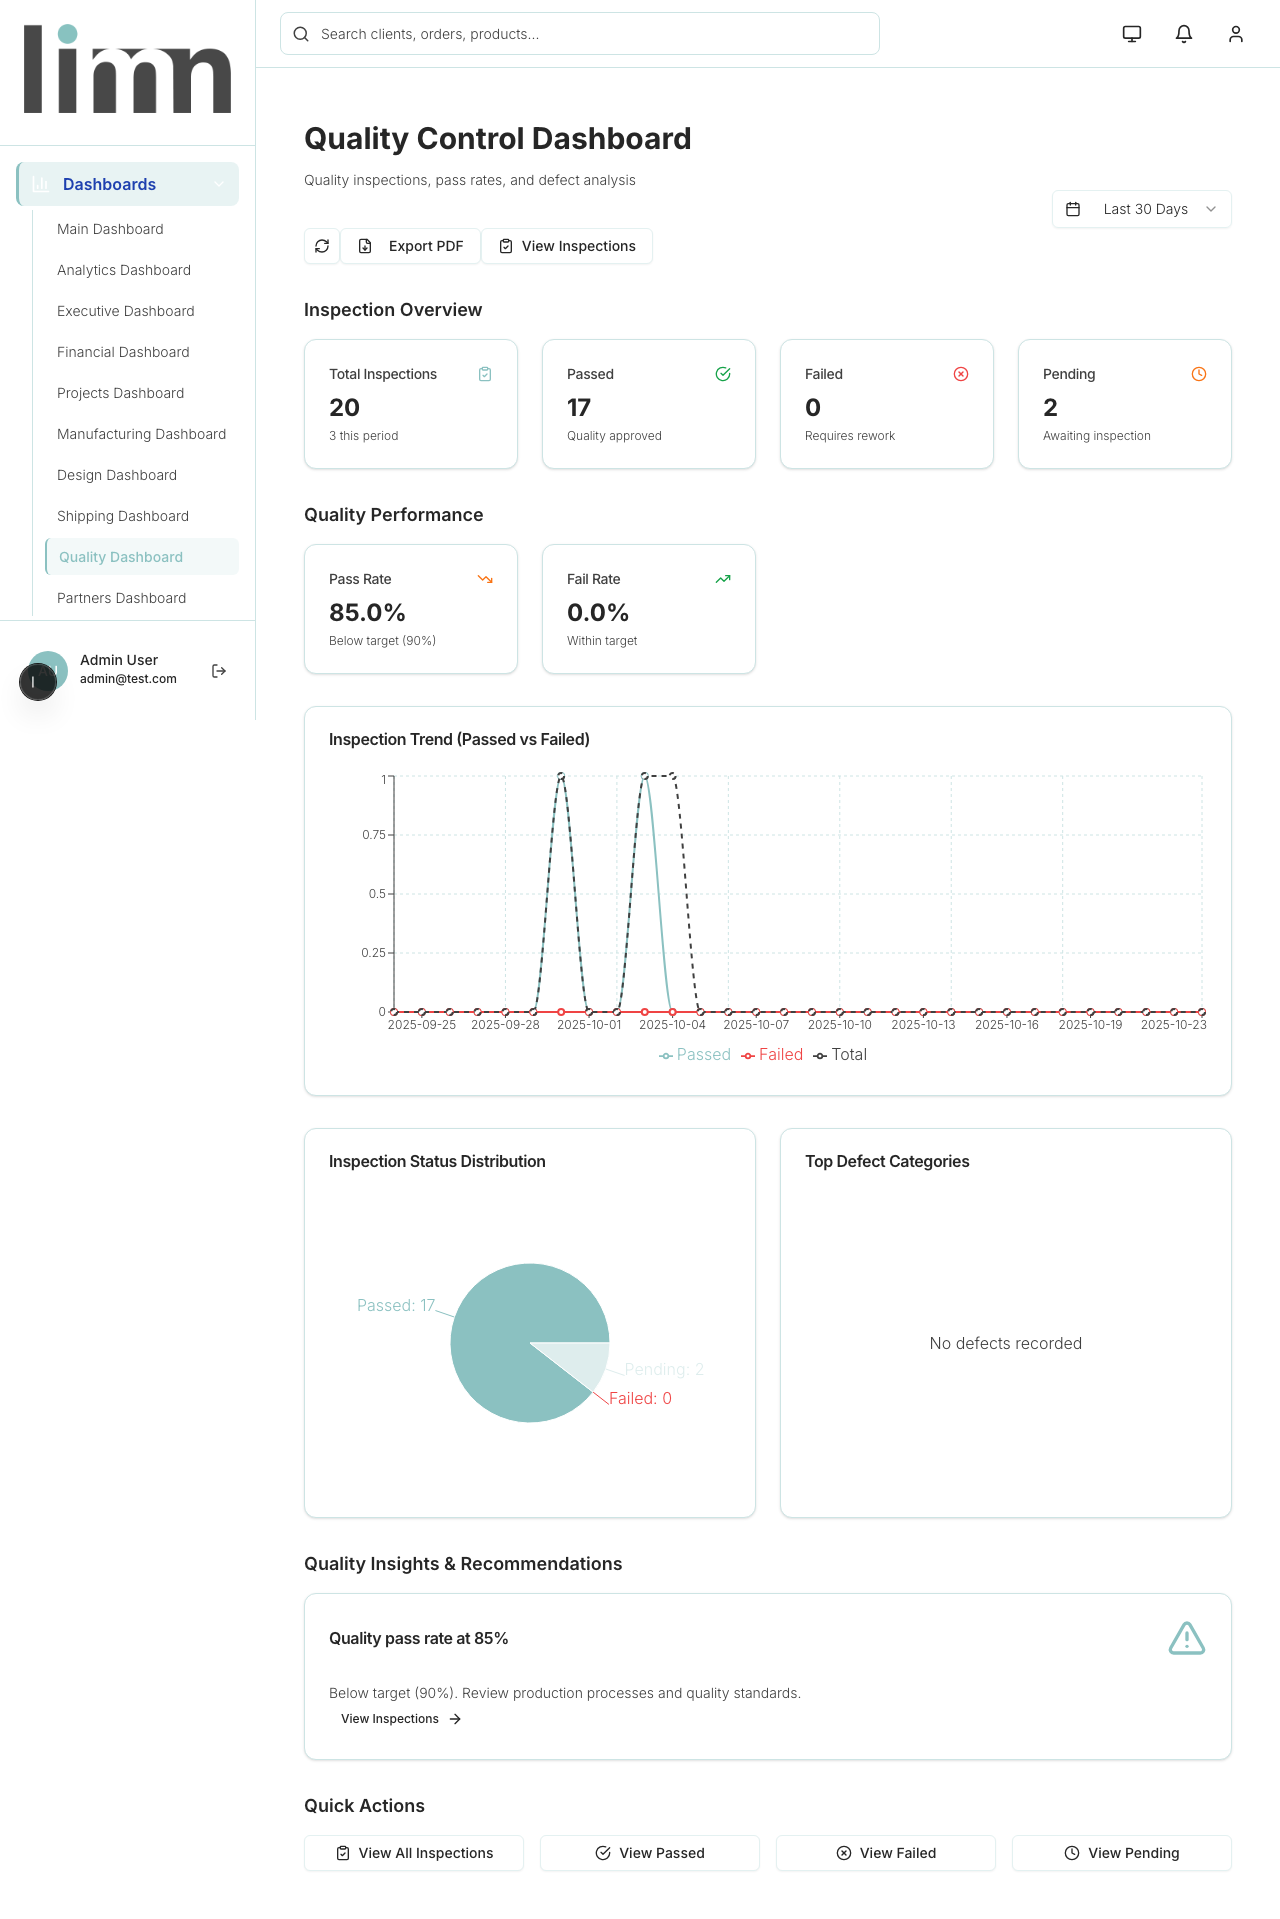 limn
Search clients, orders, products...
Dashboards
Main Dashboard
Analytics Dashboard
Executive Dashboard
Financial Dashboard
Projects Dashboard
Manufacturing Dashboard
Design Dashboard
Shipping Dashboard
Quality Dashboard
Partners Dashboard
Admin User
admin@test.com
Quality Control Dashboard
Quality inspections, pass rates, and defect analysis
Last 30 Days
Export PDF
View Inspections
Inspection Overview
Total Inspections
20
3 this period
Passed
17
Quality approved
Failed
0
Requires rework
Pending
2
Awaiting inspection
Quality Performance
Pass Rate
85.0%
Below target (90%)
Fail Rate
0.0%
Within target
Inspection Trend (Passed vs Failed)
1
0.75
0.5
0.25
0
2025-09-25 2025-09-28 2025-10-01 2025-10-04 2025-10-07 2025-10-10 2025-10-13 2025-10-16 2025-10-19 2025-10-23
Passed Failed Total
Inspection Status Distribution
Passed: 17
Pending: 2
Failed: 0
Top Defect Categories
No defects recorded
Quality Insights & Recommendations
Quality pass rate at 85%
Below target (90%). Review production processes and quality standards.
View Inspections
Quick Actions
View All Inspections
View Passed
View Failed
View Pending